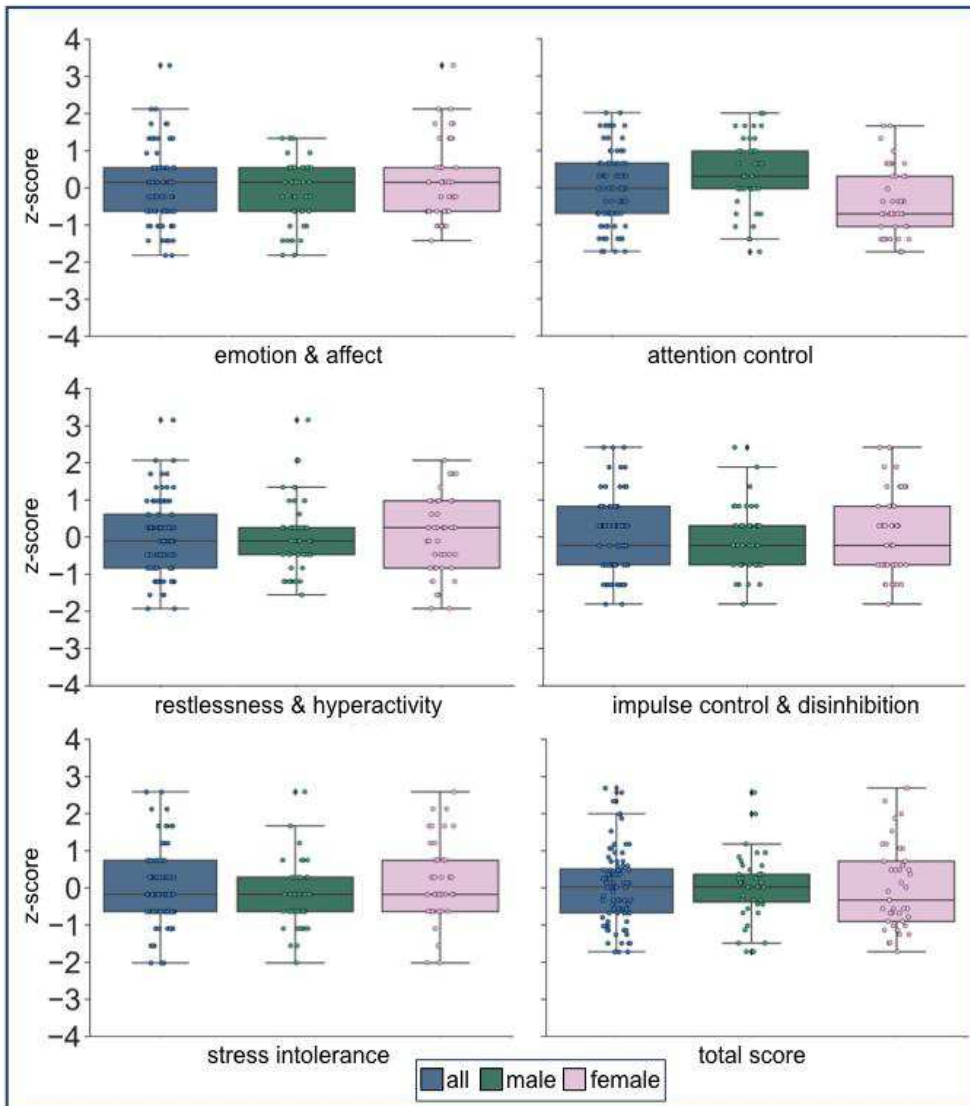 4
3
2
1
0
−1
−2
−3
−4
z-score
emotion & affect
attention control
4
3
2
1
0
−1
−2
−3
−4
z-score
restlessness & hyperactivity
impulse control & disinhibition
4
3
2
1
0
−1
−2
−3
−4
z-score
stress intolerance
total score
all male female